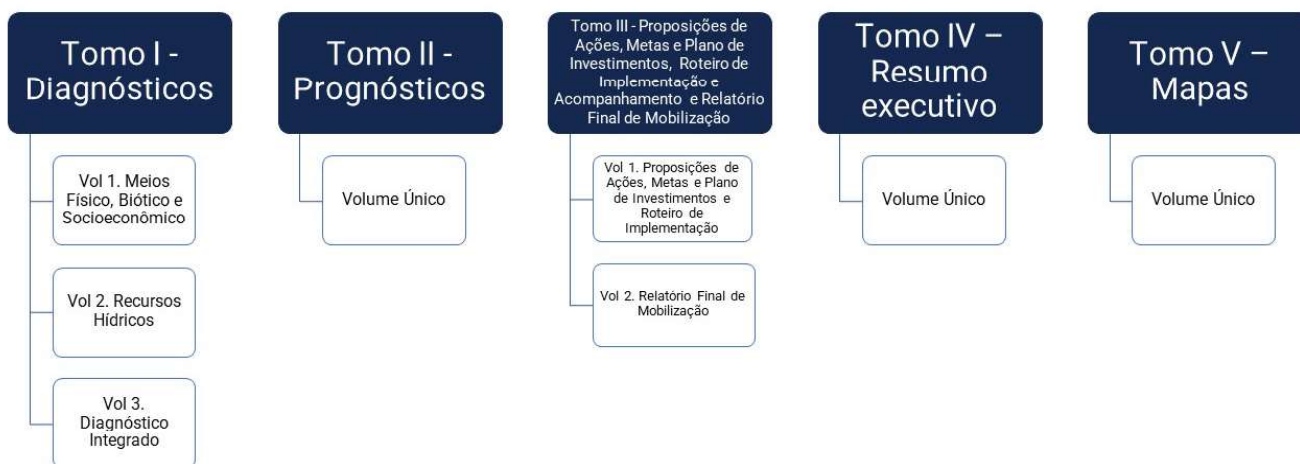 Tomo I -
Diagnósticos
Vol 1. Meios
Físico, Biótico e
Socioeconômico
Vol 2. Recursos
Hídricos
Vol 3.
Diagnóstico
Integrado
Tomo II -
Prognósticos
Volume Único
Tomo III - Proposições de
Ações, Metas e Plano de
Investimentos, Roteiro de
Implementação e
Acompanhamento e Relatório
Final de Mobilização
Vol 1. Proposições de
Ações, Metas e Plano
de Investimentos e
Roteiro de
Implementação
Vol 2. Relatório Final de
Mobilização
Tomo IV –
Resumo
executivo
Volume Único
Tomo V –
Mapas
Volume Único